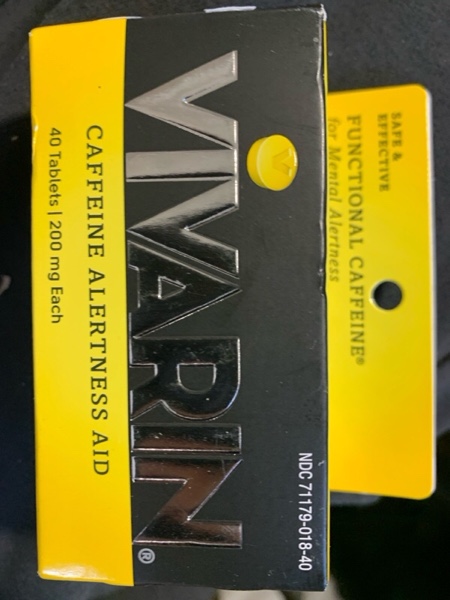 SAFE &
EFFECTIVE
FUNCTIONAL CAFFEINE®
for Mental Alertness
NDC 71179-018-40
V
VIVARIN®
CAFFEINE ALERTNESS AID
40 Tablets | 200 mg Each